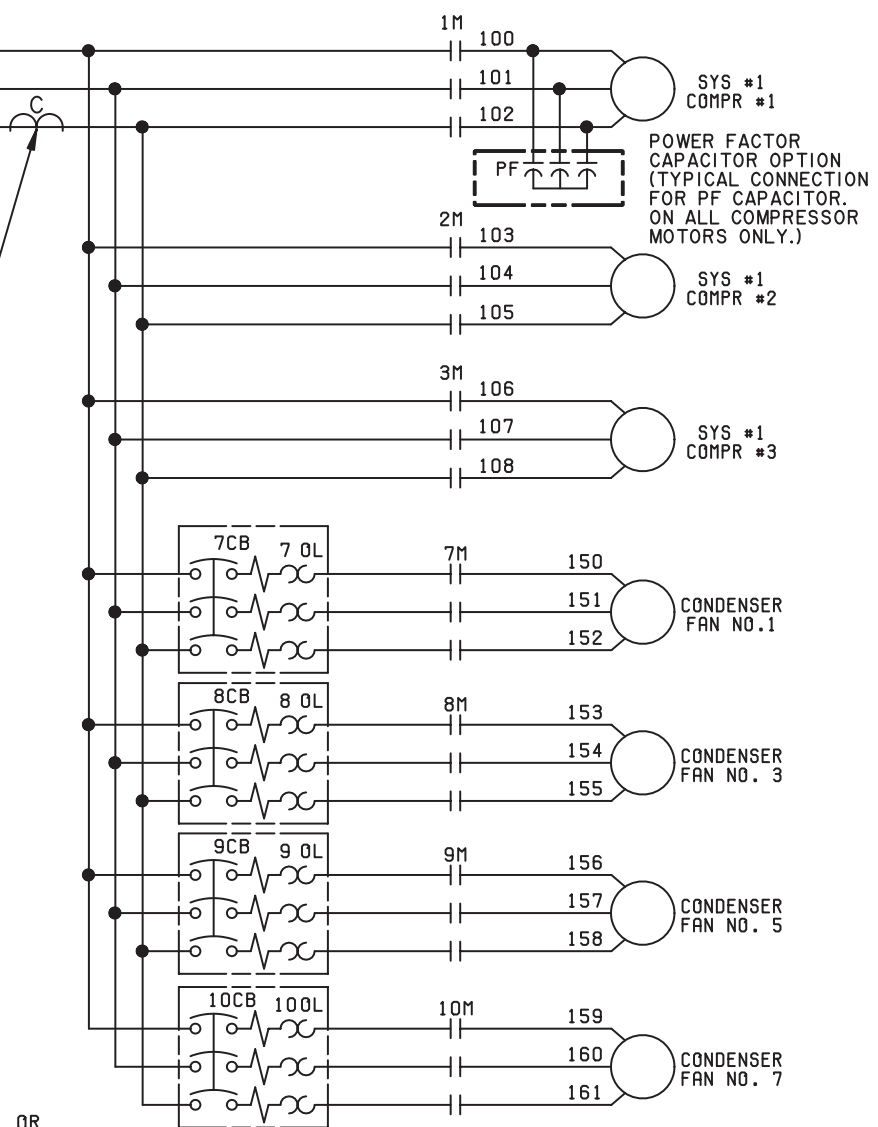 1M
100
101
102
C
SYS #1
COMPR #1
PF
POWER FACTOR
CAPACITOR OPTION
(TYPICAL CONNECTION
FOR PF CAPACITOR.
ON ALL COMPRESSOR
MOTORS ONLY.)
2M
103
104
105
SYS #1
COMPR #2
3M
106
107
108
SYS #1
COMPR #3
7CB
7 OL
7M
150
151
152
CONDENSER
FAN NO.1
8CB
8 OL
8M
153
154
155
CONDENSER
FAN NO. 3
9CB
9 OL
9M
156
157
158
CONDENSER
FAN NO. 5
10CB
10OL
10M
159
160
161
CONDENSER
FAN NO. 7
OR